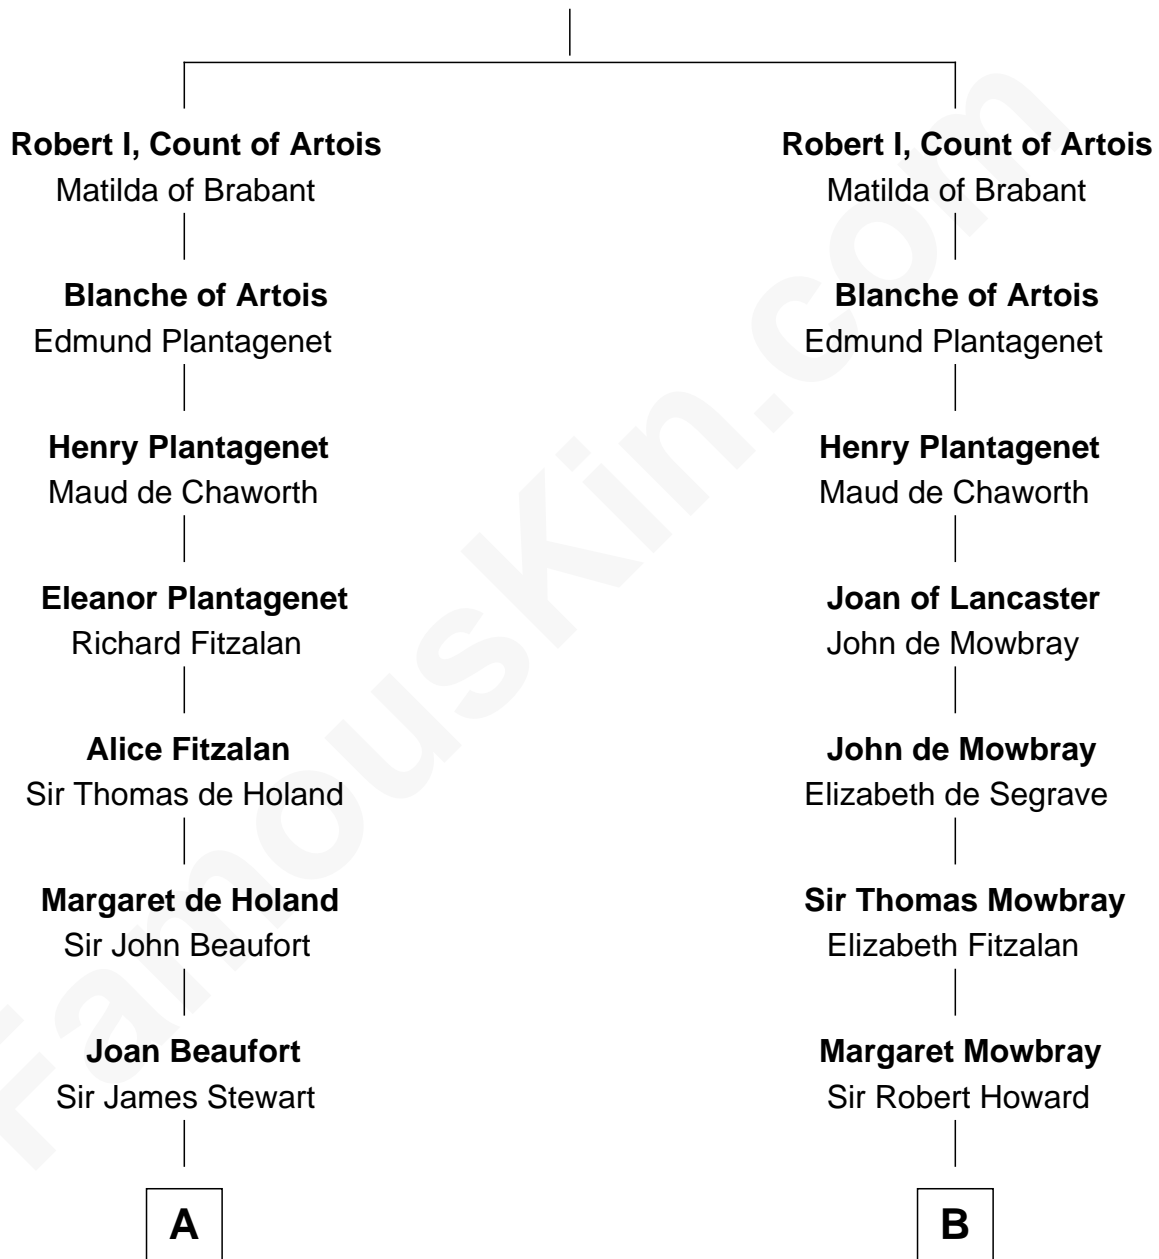 Robert I, Count of Artois
Matilda of Brabant
Blanche of Artois
Edmund Plantagenet
Henry Plantagenet
Maud de Chaworth
Eleanor Plantagenet
Richard Fitzalan
Alice Fitzalan
Sir Thomas de Holand
Margaret de Holand
Sir John Beaufort
Joan Beaufort
Sir James Stewart
A
Robert I, Count of Artois
Matilda of Brabant
Blanche of Artois
Edmund Plantagenet
Henry Plantagenet
Maud de Chaworth
Joan of Lancaster
John de Mowbray
John de Mowbray
Elizabeth de Segrave
Sir Thomas Mowbray
Elizabeth Fitzalan
Margaret Mowbray
Sir Robert Howard
B
FamousKin.com